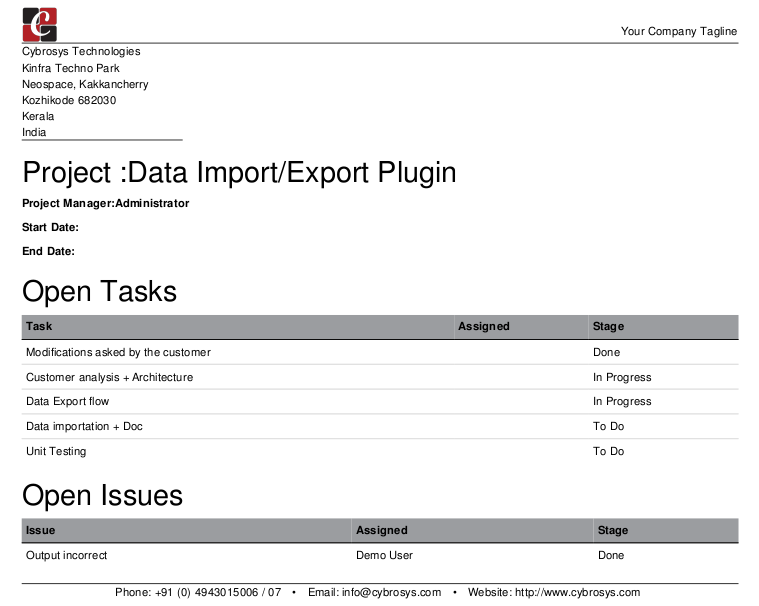 C
Your Company Tagline
Cybrosys Technologies
Kinfra Techno Park
Neospace, Kakkancherry
Kozhikode 682030
Kerala
India
Project :Data Import/Export Plugin
Project Manager:Administrator
Start Date:
End Date:
Open Tasks
Task Assigned Stage
Modifications asked by the customer Done
Customer analysis + Architecture In Progress
Data Export flow In Progress
Data importation + Doc To Do
Unit Testing To Do
Open Issues
Issue Assigned Stage
Output incorrect Demo User Done
Phone: +91 (0) 4943015006 / 07 • Email: info@cybrosys.com • Website: http://www.cybrosys.com